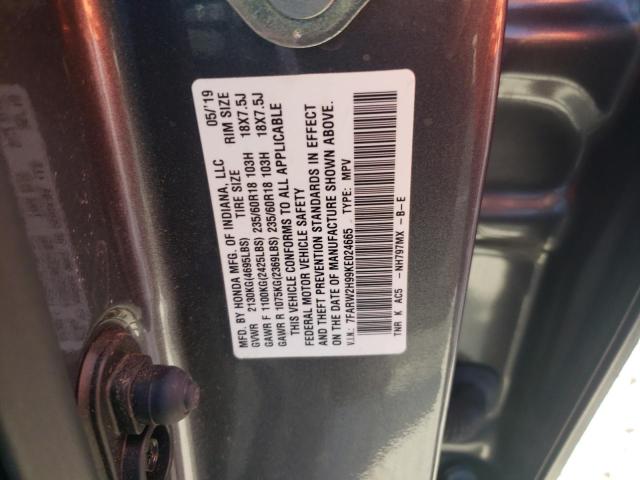 MFD. BY HONDA MFG. OF INDIANA, LLC 05/'19
TIRE SIZE RIM SIZE
GVWR 2130KG(4695LBS) 235/60R18 103H 18X7.5J
GAWR F 1100KG(2425LBS) 235/60R18 103H 18X7.5J
GAWR R 1075KG(2369LBS)
THIS VEHICLE CONFORMS TO ALL APPLICABLE
FEDERAL MOTOR VEHICLE SAFETY
AND THEFT PREVENTION STANDARDS IN EFFECT
ON THE DATE OF MANUFACTURE SHOWN ABOVE.
V.I.N.: 7FARW2H99KE024665 TYPE: MPV
TNR K AC5 -NH797MX -B-E